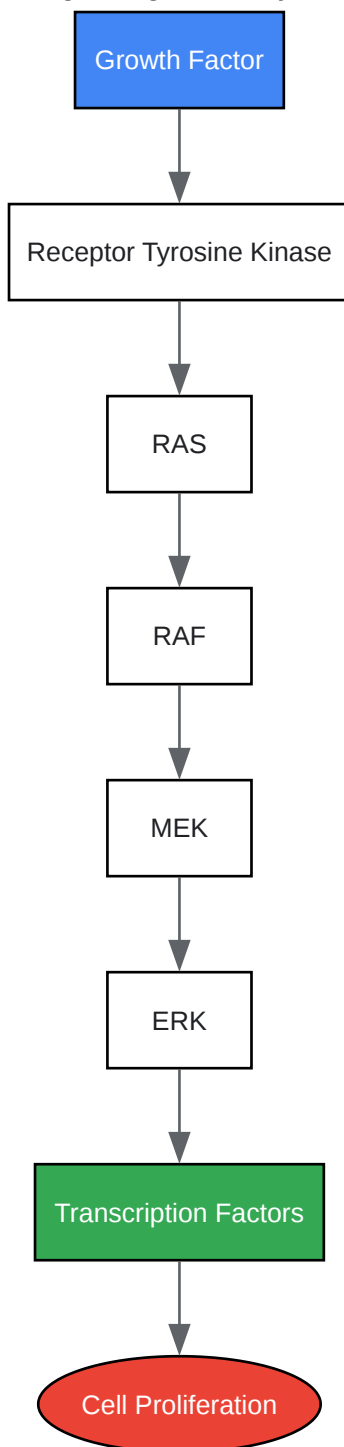 Growth Factor
Receptor Tyrosine Kinase
RAS
RAF
MEK
ERK
Transcription Factors
Cell Proliferation